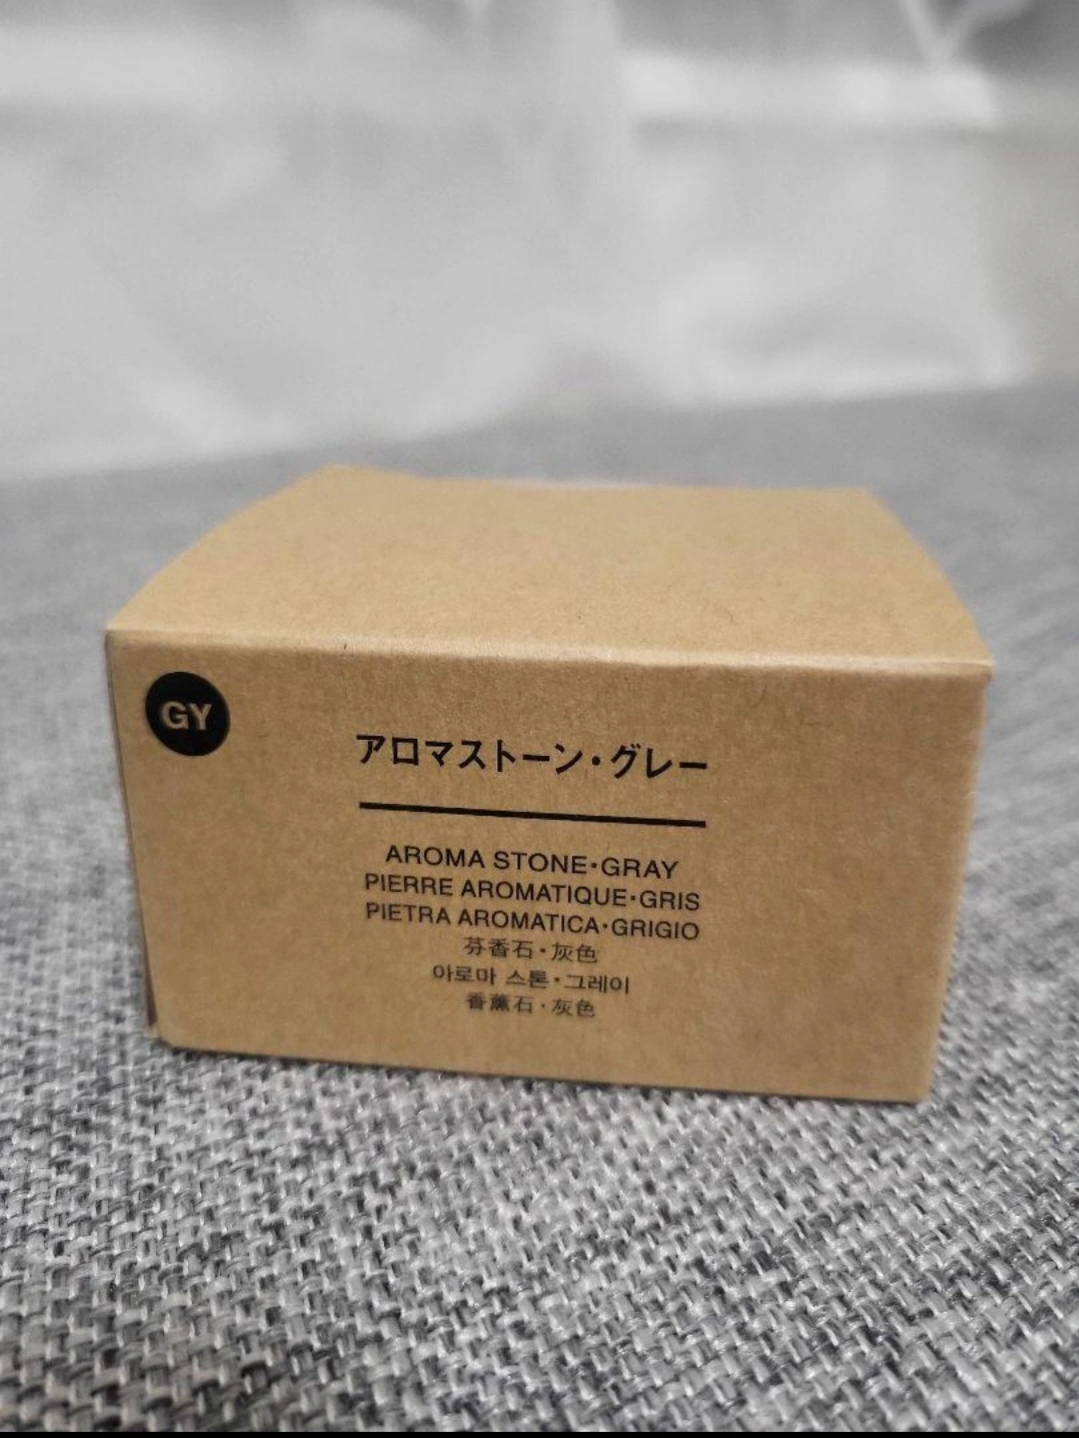 GY
アロマストーン・グレー
AROMA STONE・GRAY
PIERRE AROMATIQUE・GRIS
PIETRA AROMATICA・GRIGIO
芬香石・灰色
아로마 스톤・그레이
香薰石・灰色